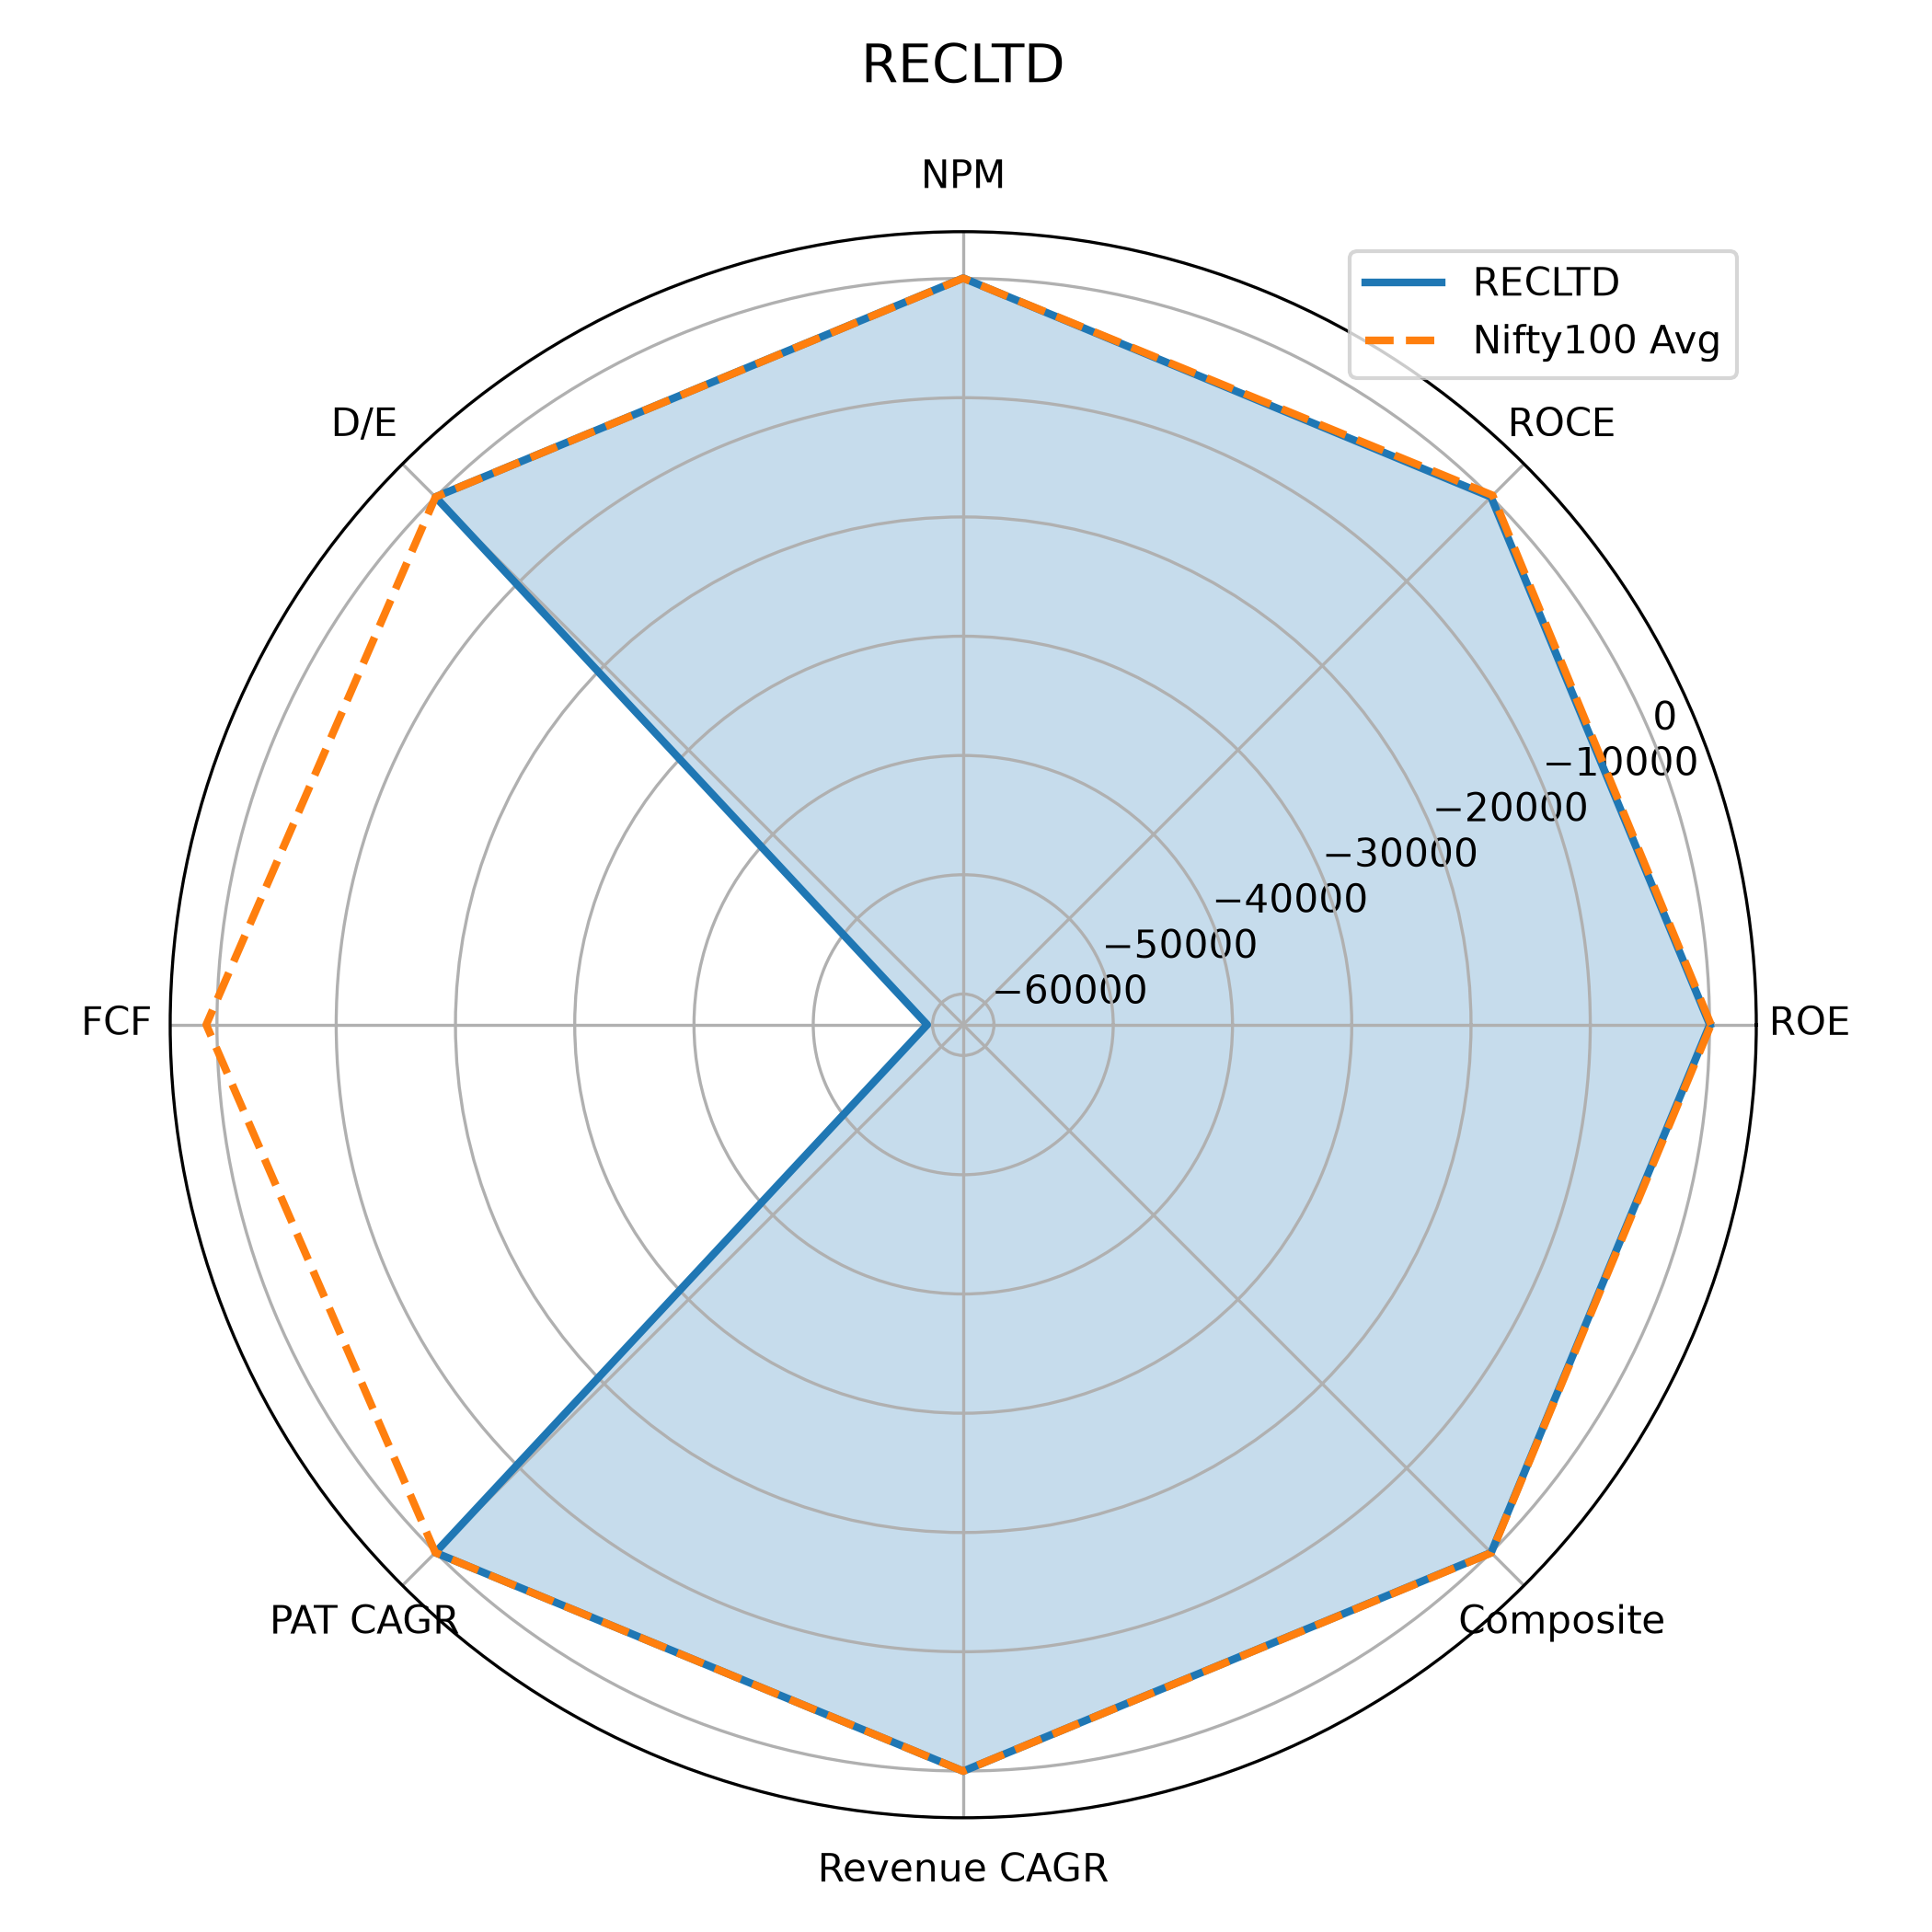 RECLTD
NPM
RECLTD
Nifty100 Avg
D/E
ROCE
0
−10000
−20000
−30000
−40000
−50000
−60000
FCF
ROE
PAT CAGR
Composite
Revenue CAGR